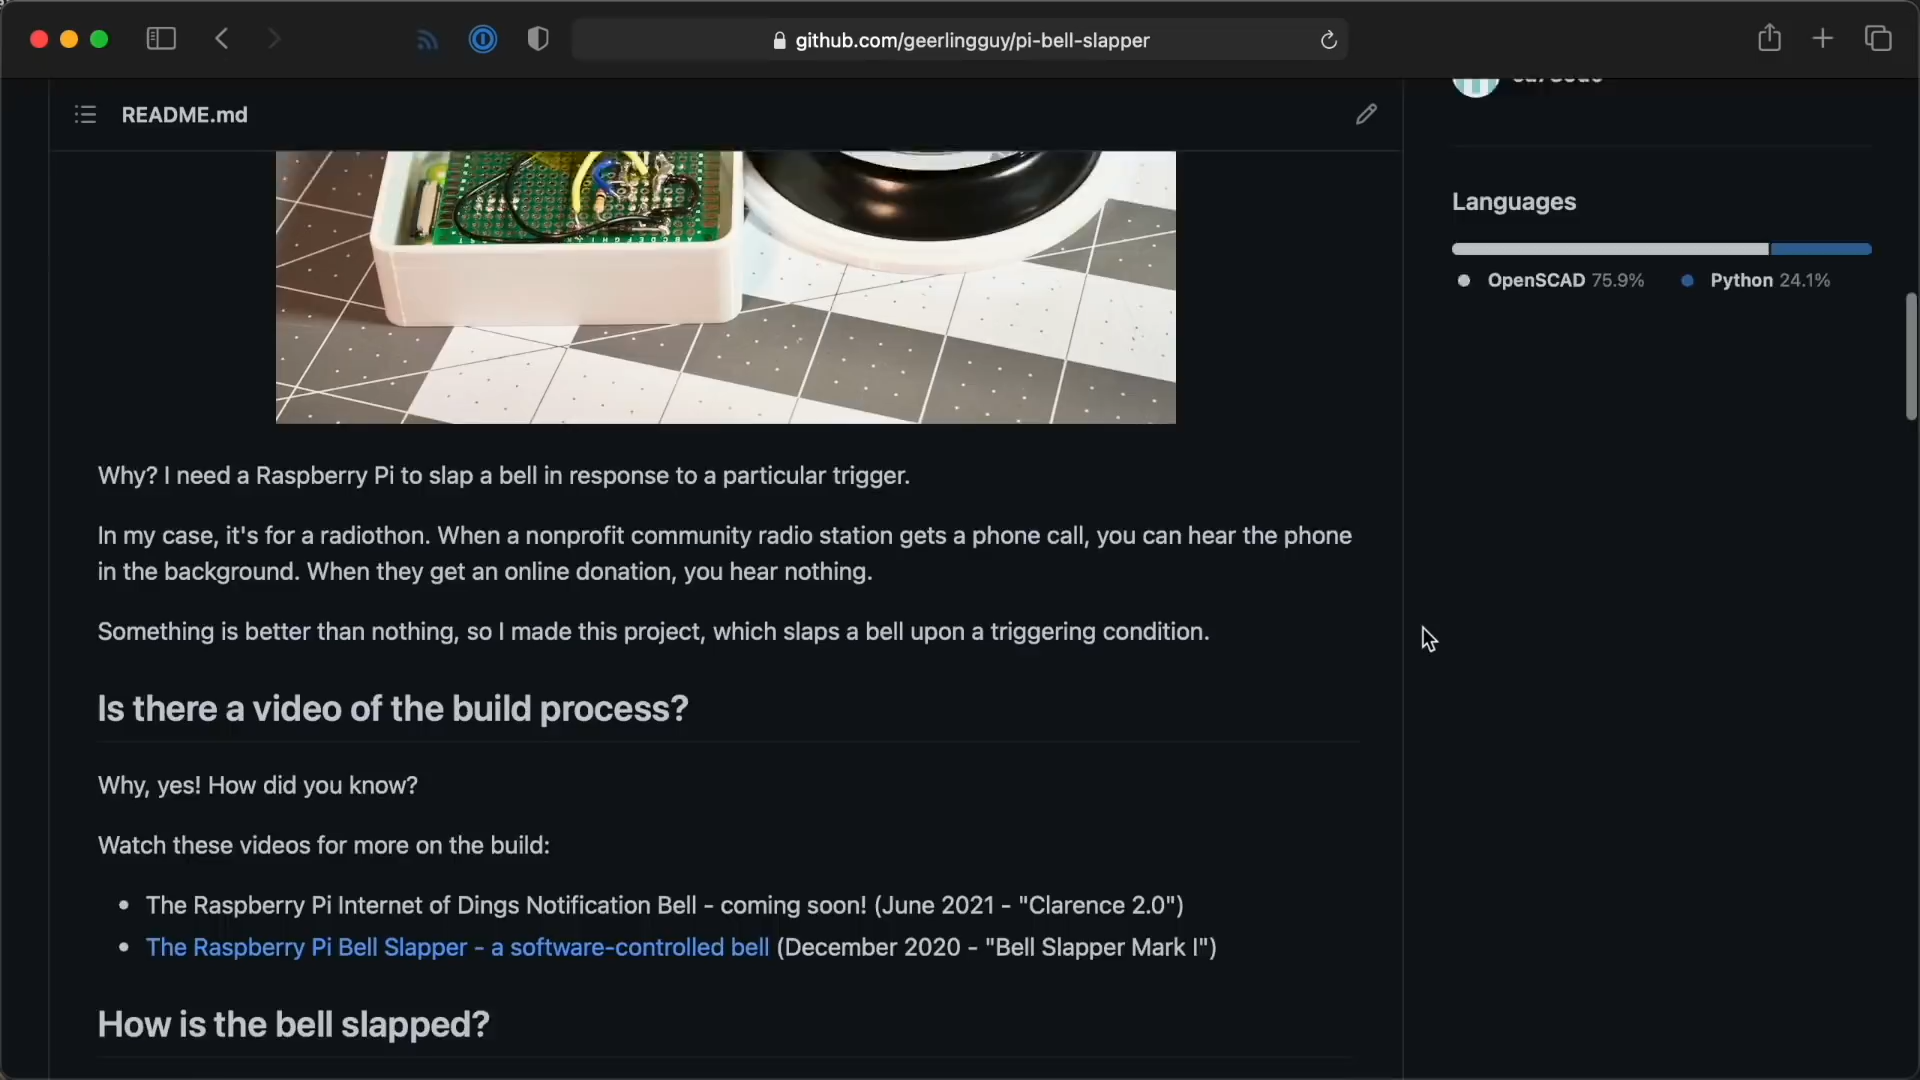 github.com/geerlingguy/pi-bell-slapper
README.md
Languages
OpenSCAD 75.9% Python 24.1%
Why? I need a Raspberry Pi to slap a bell in response to a particular trigger.
In my case, it's for a radiothon. When a nonprofit community radio station gets a phone call, you can hear the phone
in the background. When they get an online donation, you hear nothing.
Something is better than nothing, so I made this project, which slaps a bell upon a triggering condition.
Is there a video of the build process?
Why, yes! How did you know?
Watch these videos for more on the build:
• The Raspberry Pi Internet of Dings Notification Bell - coming soon! (June 2021 - "Clarence 2.0")
• The Raspberry Pi Bell Slapper - a software-controlled bell (December 2020 - "Bell Slapper Mark I")
How is the bell slapped?